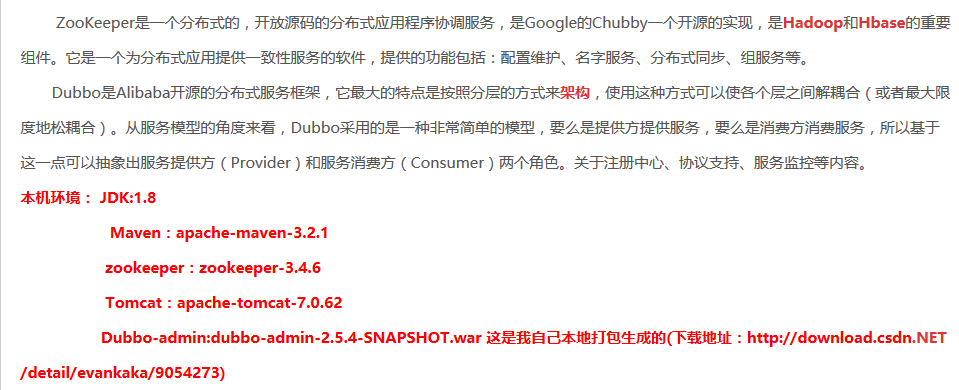 ZooKeeper是一个分布式的，开放源码的分布式应用程序协调服务，是Google的Chubby一个开源的实现，是Hadoop和Hbase的重要
组件。它是一个为分布式应用提供一致性服务的软件，提供的功能包括：配置维护、名字服务、分布式同步、组服务等。
Dubbo是Alibaba开源的分布式服务框架，它最大的特点是按照分层的方式来架构，使用这种方式可以使各个层之间解耦合（或者最大限
度地松耦合）。从服务模型的角度来看，Dubbo采用的是一种非常简单的模型，要么是提供方提供服务，要么是消费方消费服务，所以基于
这一点可以抽象出服务提供方（Provider）和服务消费方（Consumer）两个角色。关于注册中心、协议支持、服务监控等内容。
本机环境： JDK:1.8
Maven：apache-maven-3.2.1
zookeeper：zookeeper-3.4.6
Tomcat：apache-tomcat-7.0.62
Dubbo-admin:dubbo-admin-2.5.4-SNAPSHOT.war 这是我自己本地打包生成的(下载地址：http://download.csdn.NET
/detail/evankaka/9054273)